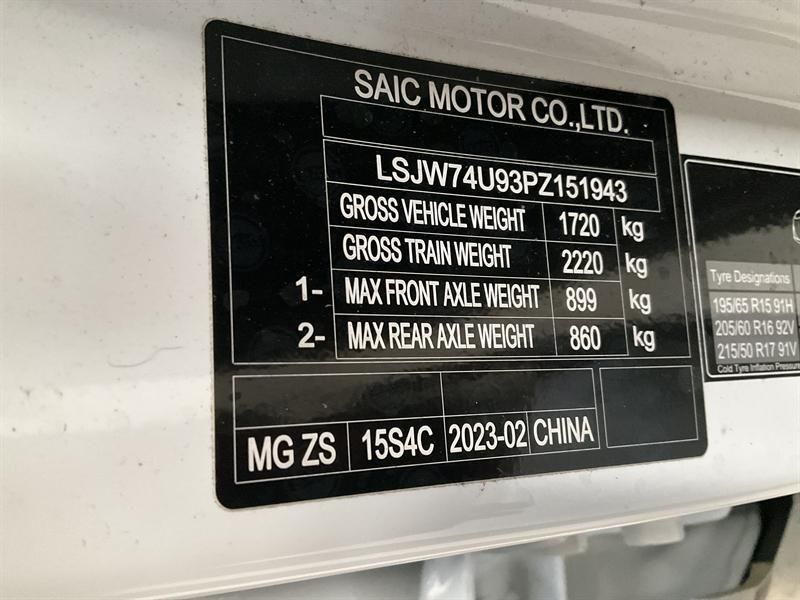 SAIC MOTOR CO.,LTD.
LSJW74U93PZ151943
GROSS VEHICLE WEIGHT 1720 kg
GROSS TRAIN WEIGHT 2220 kg
1- MAX FRONT AXLE WEIGHT 899 kg
2- MAX REAR AXLE WEIGHT 860 kg
MG ZS 15S4C 2023-02 CHINA
Tyre Designations
195/65 R15 91H
205/60 R16 92V
215/50 R17 91V
Cold Tyre Inflation Pressure